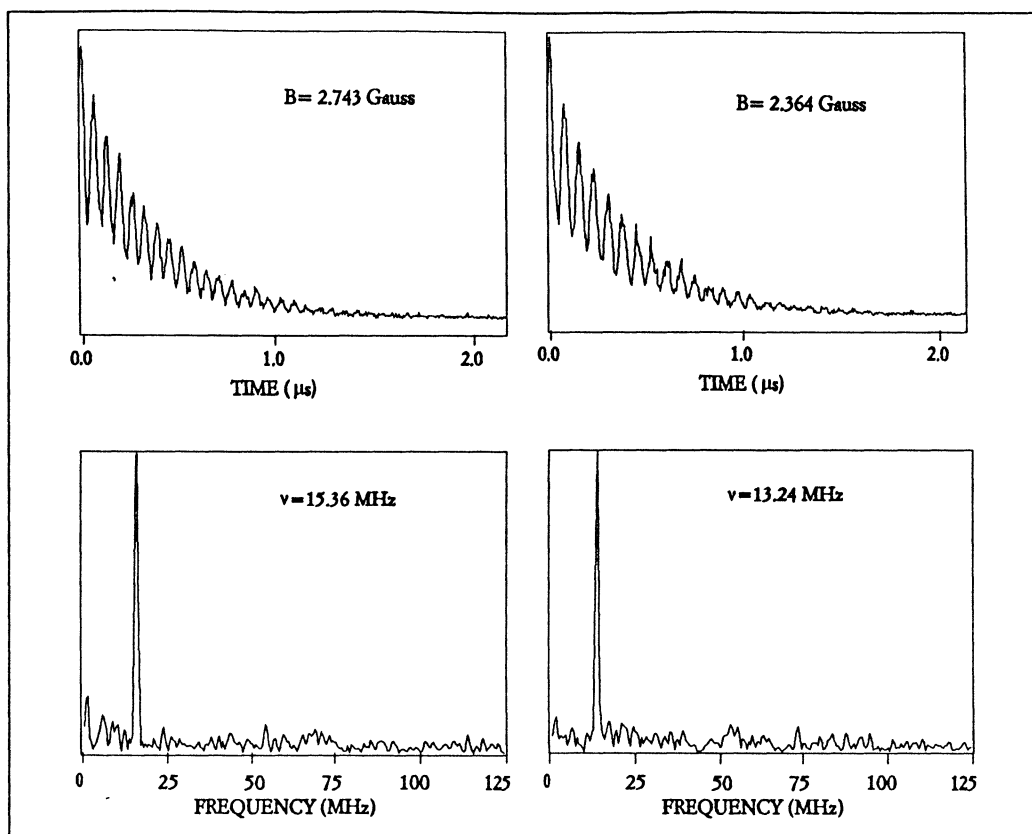 B= 2.743 Gauss
B= 2.364 Gauss
0.0 1.0 2.0
TIME ( μs)
0.0 1.0 2.0
TIME (μs)
ν=15.36 MHz
ν=13.24 MHz
0 25 50 75 100 125
FREQUENCY (MHz)
0 25 50 75 100 125
FREQUENCY (MHz)